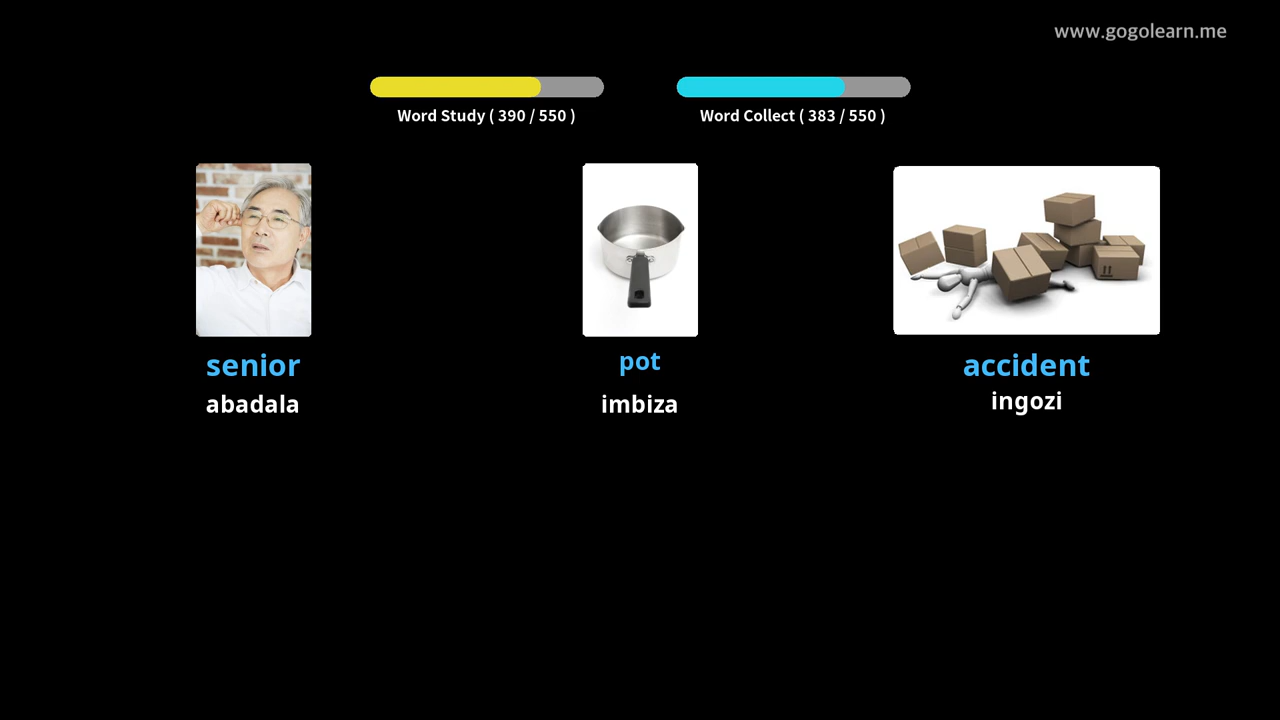 www.gogolearn.me
Word Study ( 390 / 550 )
Word Collect ( 383 / 550 )
senior
abadala
pot
imbiza
accident
ingozi